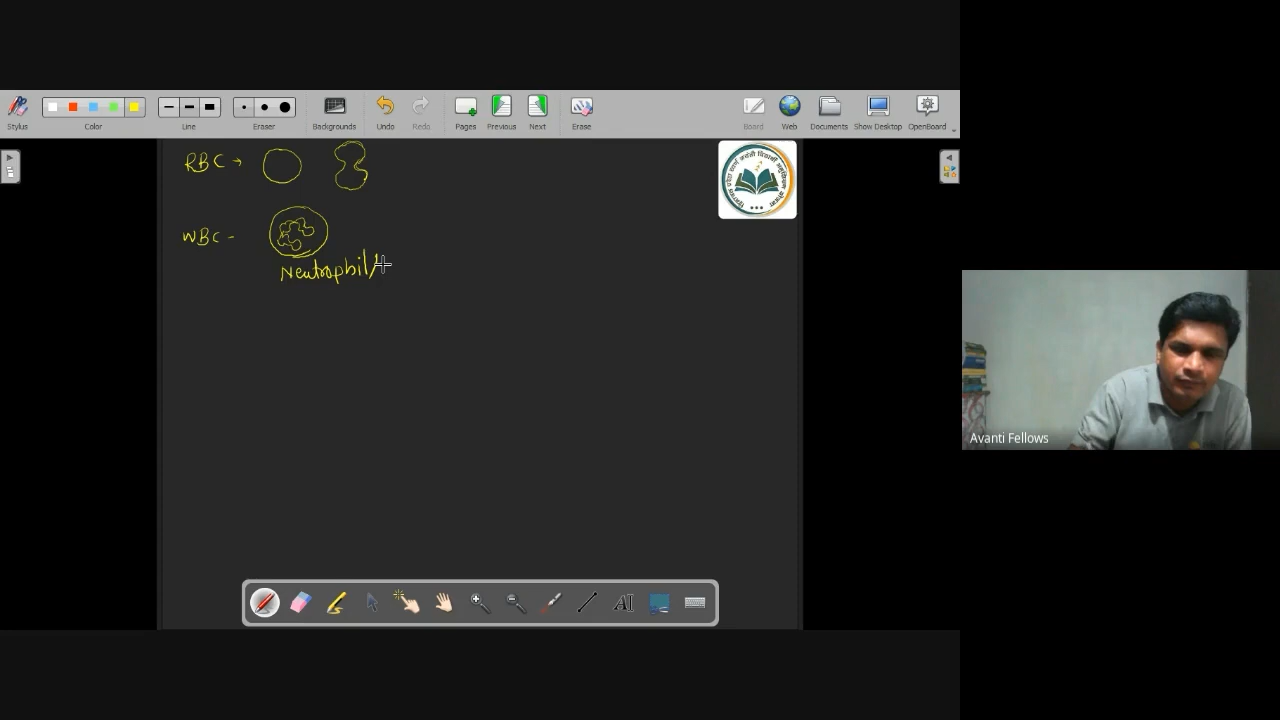 Stylus Color Line Eraser Backgrounds Undo Redo Pages Previous Next Erase Board Web Documents Show Desktop OpenBoard
RBC →
WBC -
Neutrophil/
AI
Avanti Fellows